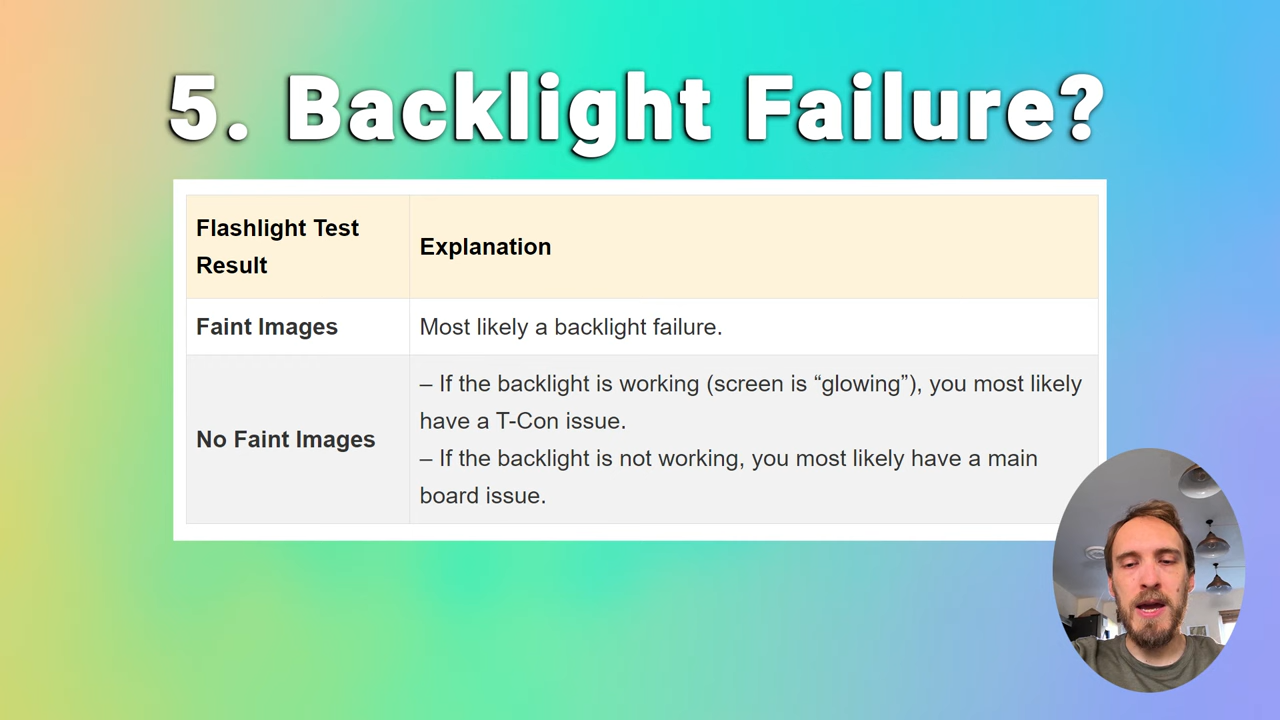 5. Backlight Failure?
Flashlight Test
Result
Explanation
Faint Images
Most likely a backlight failure.
No Faint Images
– If the backlight is working (screen is “glowing”), you most likely
have a T-Con issue.
– If the backlight is not working, you most likely have a main
board issue.